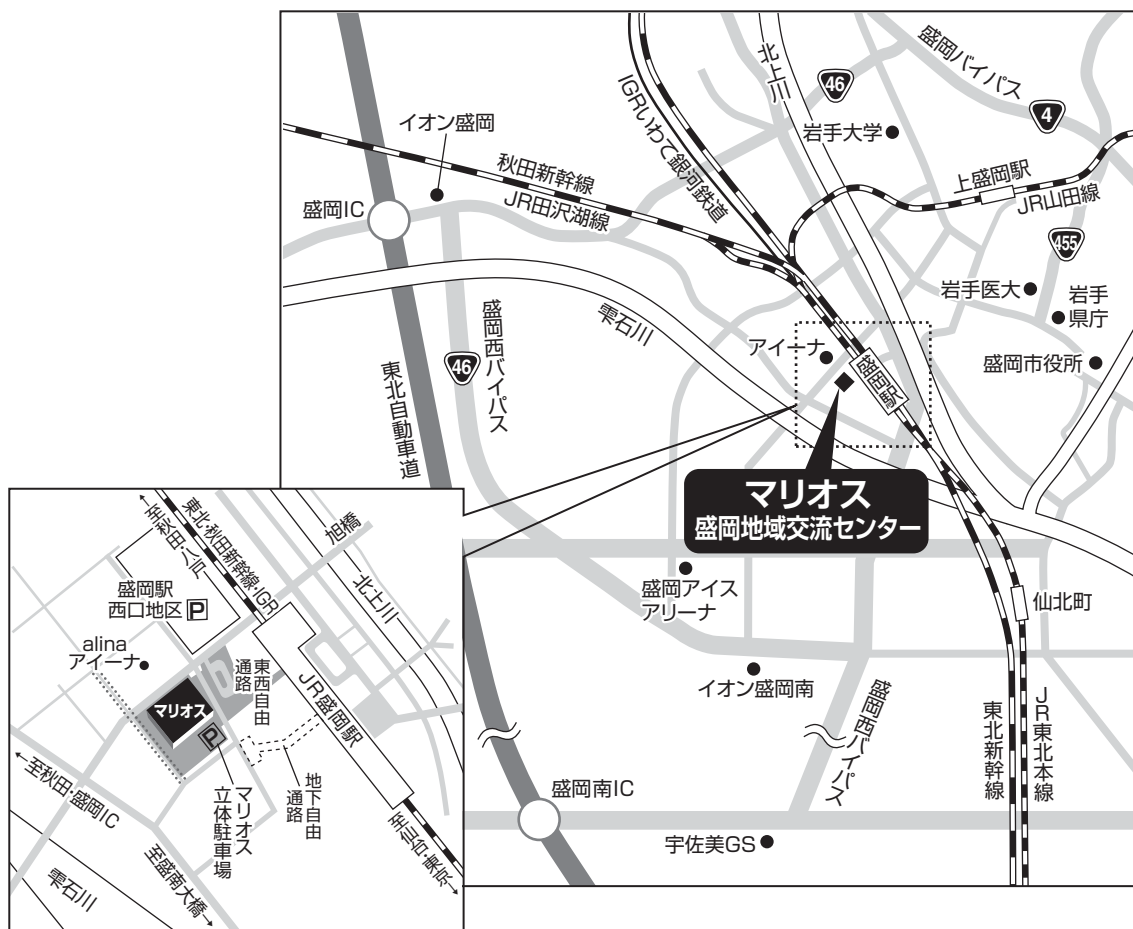 盛岡バイパス
北上川
46
4
IGRいわて銀河鉄道
岩手大学
イオン盛岡
秋田新幹線
JR田沢湖線
上盛岡駅
JR山田線
盛岡IC
455
岩手医大
岩手
県庁
雫石川
盛岡西バイパス
46
アイーナ
盛岡駅
盛岡市役所
東北自動車道
マリオス
盛岡地域交流センター
盛岡アイス
アリーナ
仙北町
イオン盛岡南
盛岡西バイパス
東北新幹線
JR東北本線
盛岡南IC
宇佐美GS
至秋田・八戸
東北・秋田新幹線・IGR
旭橋
北上川
盛岡駅
西口地区 P
alina
アイーナ
東西自由
通路
JR盛岡駅
マリオス
P
マリオス
立体駐車場
地下自由
通路
至秋田・盛岡IC
至盛南大橋
至仙台・東京
雫石川